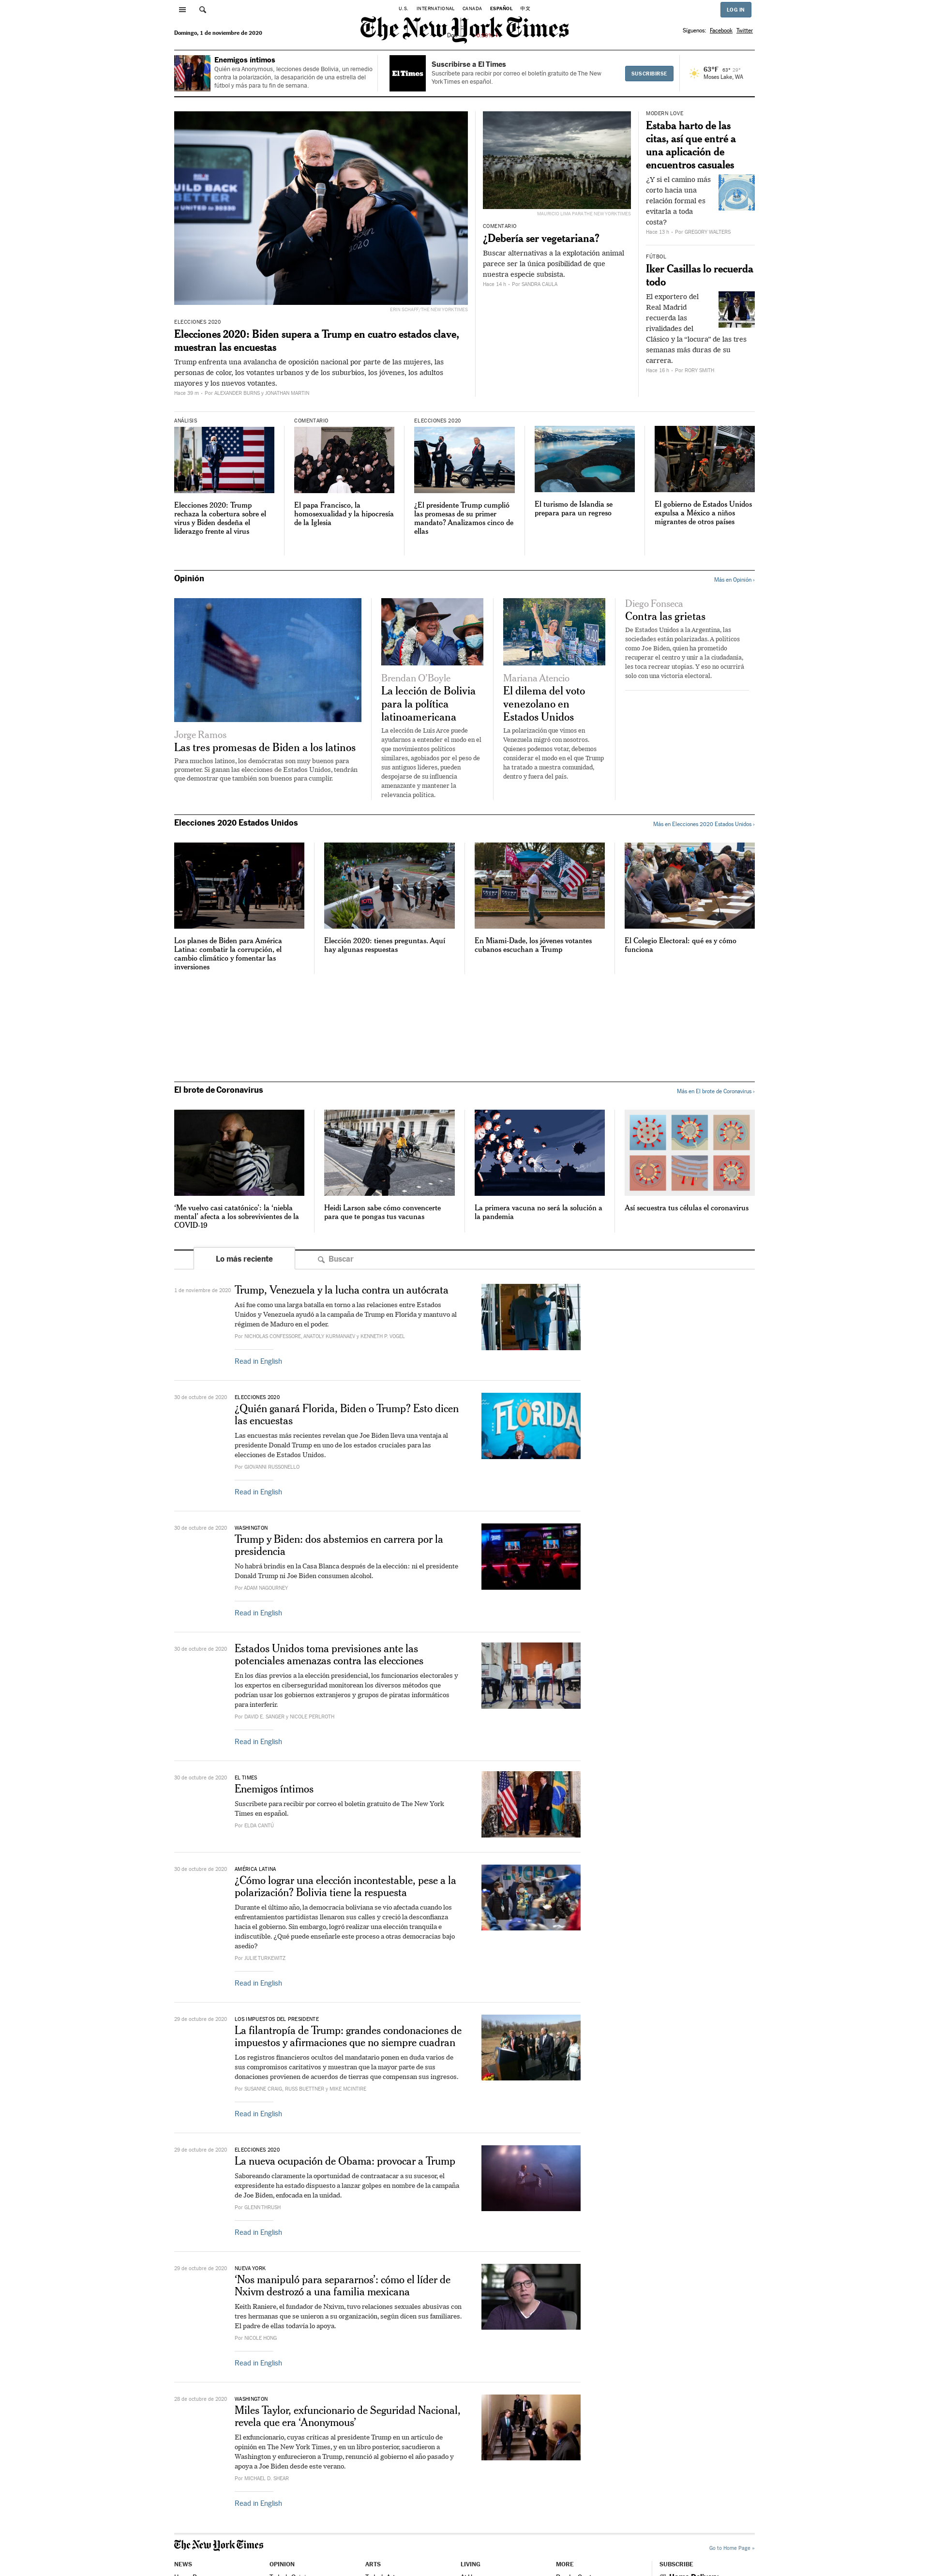 U.S. INTERNATIONAL CANADA ESPAÑOL 中文
LOG IN
The New York Times
Domingo, 1 de noviembre de 2020
Síguenos: Facebook Twitter
Enemigos íntimos
Quién era Anonymous, lecciones desde Bolivia, un remedio
contra la polarización, la desaparición de una estrella del
fútbol y más para tu fin de semana.
El Times
Suscribirse a El Times
Suscríbete para recibir por correo el boletín gratuito de The New
York Times en español.
SUSCRIBIRSE
63°F
Moses Lake, WA
BUILD BACK
BETTER
ERIN SCHAFF/THE NEW YORK TIMES
ELECCIONES 2020
Elecciones 2020: Biden supera a Trump en cuatro estados clave,
muestran las encuestas
Trump enfrenta una avalancha de oposición nacional por parte de las mujeres, las
personas de color, los votantes urbanos y de los suburbios, los jóvenes, los adultos
mayores y los nuevos votantes.
Hace 39 m - Por ALEXANDER BURNS y JONATHAN MARTIN
MAURICIO LIMA PARA THE NEW YORK TIMES
COMENTARIO
¿Debería ser vegetariana?
Buscar alternativas a la explotación animal
parece ser la única posibilidad de que
nuestra especie subsista.
Hace 14 h - Por SANDRA CAULA
MODERN LOVE
Estaba harto de las
citas, así que entré a
una aplicación de
encuentros casuales
¿Y si el camino más
corto hacia una
relación formal es
evitarla a toda
costa?
Hace 13 h - Por GREGORY WALTERS
FÚTBOL
Iker Casillas lo recuerda
todo
El exportero del
Real Madrid
recuerda las
rivalidades del
Clásico y la “locura” de las tres
semanas más duras de su
carrera.
Hace 16 h - Por RORY SMITH
ANÁLISIS
Elecciones 2020: Trump
rechaza la cobertura sobre el
virus y Biden desdeña el
liderazgo frente al virus
COMENTARIO
El papa Francisco, la
homosexualidad y la hipocresía
de la Iglesia
ELECCIONES 2020
¿El presidente Trump cumplió
las promesas de su primer
mandato? Analizamos cinco de
ellas
El turismo de Islandia se
prepara para un regreso
El gobierno de Estados Unidos
expulsa a México a niños
migrantes de otros países
Opinión
Más en Opinión ›
Jorge Ramos
Las tres promesas de Biden a los latinos
Para muchos latinos, los demócratas son muy buenos para
prometer. Si ganan las elecciones de Estados Unidos, tendrán
que demostrar que también son buenos para cumplir.
Brendan O'Boyle
La lección de Bolivia
para la política
latinoamericana
La elección de Luis Arce puede
ayudarnos a entender el modo en el
que movimientos políticos
similares, agobiados por el peso de
sus antiguos líderes, pueden
despojarse de su influencia
amenazante y mantener la
relevancia política.
Mariana Atencio
El dilema del voto
venezolano en
Estados Unidos
La polarización que vimos en
Venezuela migró con nosotros.
Quienes podemos votar, debemos
considerar el modo en el que Trump
ha tratado a nuestra comunidad,
dentro y fuera del país.
Diego Fonseca
Contra las grietas
De Estados Unidos a la Argentina, las
sociedades están polarizadas. A políticos
como Joe Biden, quien ha prometido
recuperar el centro y unir a la ciudadanía,
les toca recrear utopías. Y eso no ocurrirá
solo con una victoria electoral.
Elecciones 2020 Estados Unidos
Más en Elecciones 2020 Estados Unidos ›
Los planes de Biden para América
Latina: combatir la corrupción, el
cambio climático y fomentar las
inversiones
Elección 2020: tienes preguntas. Aquí
hay algunas respuestas
En Miami-Dade, los jóvenes votantes
cubanos escuchan a Trump
El Colegio Electoral: qué es y cómo
funciona
El brote de Coronavirus
Más en El brote de Coronavirus ›
‘Me vuelvo casi catatónico’: la ‘niebla
mental’ afecta a los sobrevivientes de la
COVID-19
Heidi Larson sabe cómo convencerte
para que te pongas tus vacunas
La primera vacuna no será la solución a
la pandemia
Así secuestra tus células el coronavirus
Lo más reciente
Buscar
1 de noviembre de 2020
Trump, Venezuela y la lucha contra un autócrata
Así fue como una larga batalla en torno a las relaciones entre Estados
Unidos y Venezuela ayudó a la campaña de Trump en Florida y mantuvo al
régimen de Maduro en el poder.
Por NICHOLAS CONFESSORE, ANATOLY KURMANAEV y KENNETH P. VOGEL
Read in English
30 de octubre de 2020
ELECCIONES 2020
¿Quién ganará Florida, Biden o Trump? Esto dicen
las encuestas
Las encuestas más recientes revelan que Joe Biden lleva una ventaja al
presidente Donald Trump en uno de los estados cruciales para las
elecciones de Estados Unidos.
Por GIOVANNI RUSSONELLO
FLORIDA
Read in English
30 de octubre de 2020
WASHINGTON
Trump y Biden: dos abstemios en carrera por la
presidencia
No habrá brindis en la Casa Blanca después de la elección: ni el presidente
Donald Trump ni Joe Biden consumen alcohol.
Por ADAM NAGOURNEY
Read in English
30 de octubre de 2020
Estados Unidos toma previsiones ante las
potenciales amenazas contra las elecciones
En los días previos a la elección presidencial, los funcionarios electorales y
los expertos en ciberseguridad monitorean los diversos métodos que
podrían usar los gobiernos extranjeros y grupos de piratas informáticos
para interferir.
Por DAVID E. SANGER y NICOLE PERLROTH
Read in English
30 de octubre de 2020
EL TIMES
Enemigos íntimos
Suscríbete para recibir por correo el boletín gratuito de The New York
Times en español.
Por ELDA CANTÚ
30 de octubre de 2020
AMÉRICA LATINA
¿Cómo lograr una elección incontestable, pese a la
polarización? Bolivia tiene la respuesta
Durante el último año, la democracia boliviana se vio afectada cuando los
enfrentamientos partidistas llenaron sus calles y creció la desconfianza
hacia el gobierno. Sin embargo, logró realizar una elección tranquila e
indiscutible. ¿Qué puede enseñarle este proceso a otras democracias bajo
asedio?
Por JULIE TURKEWITZ
Read in English
29 de octubre de 2020
LOS IMPUESTOS DEL PRESIDENTE
La filantropía de Trump: grandes condonaciones de
impuestos y afirmaciones que no siempre cuadran
Los registros financieros ocultos del mandatario ponen en duda varios de
sus compromisos caritativos y muestran que la mayor parte de sus
donaciones provienen de acuerdos de tierras que compensan sus ingresos.
Por SUSANNE CRAIG, RUSS BUETTNER y MIKE MCINTIRE
Read in English
29 de octubre de 2020
ELECCIONES 2020
La nueva ocupación de Obama: provocar a Trump
Saboreando claramente la oportunidad de contraatacar a su sucesor, el
expresidente ha estado dispuesto a lanzar golpes en nombre de la campaña
de Joe Biden, enfocada en la unidad.
Por GLENN THRUSH
Read in English
29 de octubre de 2020
NUEVA YORK
‘Nos manipuló para separarnos’: cómo el líder de
Nxivm destrozó a una familia mexicana
Keith Raniere, el fundador de Nxivm, tuvo relaciones sexuales abusivas con
tres hermanas que se unieron a su organización, según dicen sus familiares.
El padre de ellas todavía lo apoya.
Por NICOLE HONG
Read in English
29 de octubre de 2020
WASHINGTON
Miles Taylor, exfuncionario de Seguridad Nacional,
revela que era ‘Anonymous’
El exfuncionario, cuyas críticas al presidente Trump en un artículo de
opinión en The New York Times, y en un libro posterior, sacudieron a
Washington y enfurecieron a Trump, renunció al gobierno el año pasado y
apoya a Joe Biden desde este verano.
Por MICHAEL D. SHEAR
Read in English
The New York Times
Go to Home Page »
NEWS OPINION ARTS LIVING MORE SUBSCRIBE